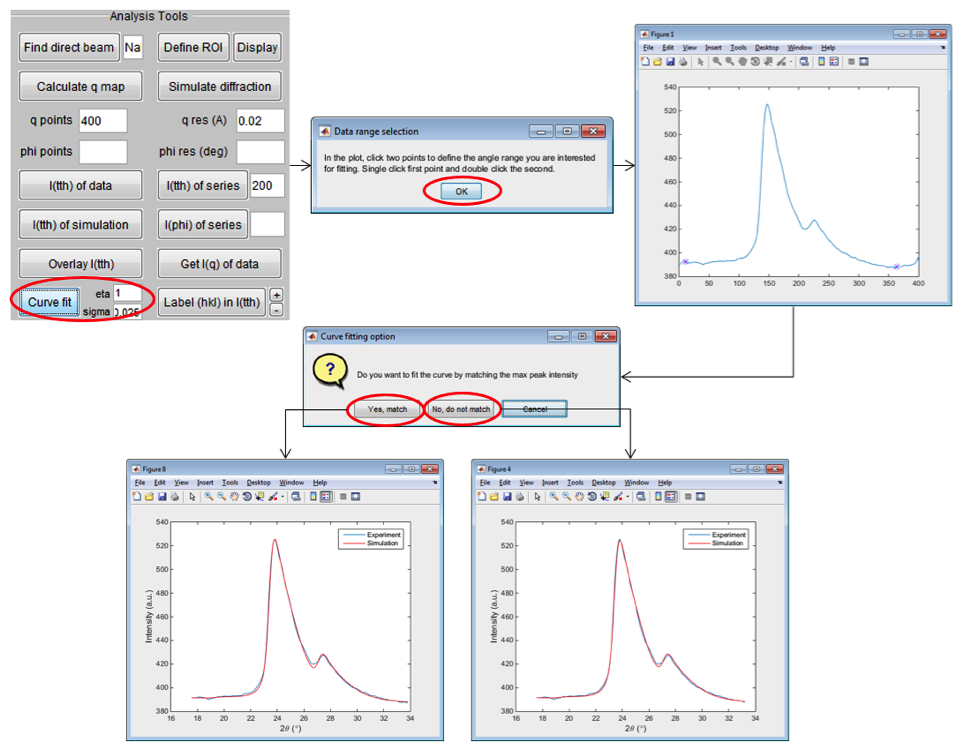 Analysis Tools
Find direct beam Na Define ROI Display
Calculate q map Simulate diffraction
q points 400 q res (A) 0.02
phi points phi res (deg)
I(tth) of data I(tth) of series 200
I(tth) of simulation I(phi) of series
Overlay I(tth) Get I(q) of data
Curve fit eta 1 Label (hkl) in I(tth) +
sigma 0.025 -
Data range selection
In the plot, click two points to define the angle range you are interested
for fitting. Single click first point and double click the second.
OK
Figure 1
File Edit View Insert Tools Desktop Window Help
540
520
500
480
460
440
420
400
380
0 50 100 150 200 250 300 350 400
Curve fitting option
?
Do you want to fit the curve by matching the max peak intensity
Yes, match No, do not match Cancel
Figure 8
File Edit View Insert Tools Desktop Window Help
540
520
500
480
460
440
420
400
380
Intensity (a.u.)
Experiment
Simulation
16 18 20 22 24 26 28 30 32 34
2θ (°)
Figure 4
File Edit View Insert Tools Desktop Window Help
540
520
500
480
460
440
420
400
380
Intensity (a.u.)
Experiment
Simulation
16 18 20 22 24 26 28 30 32 34
2θ (°)